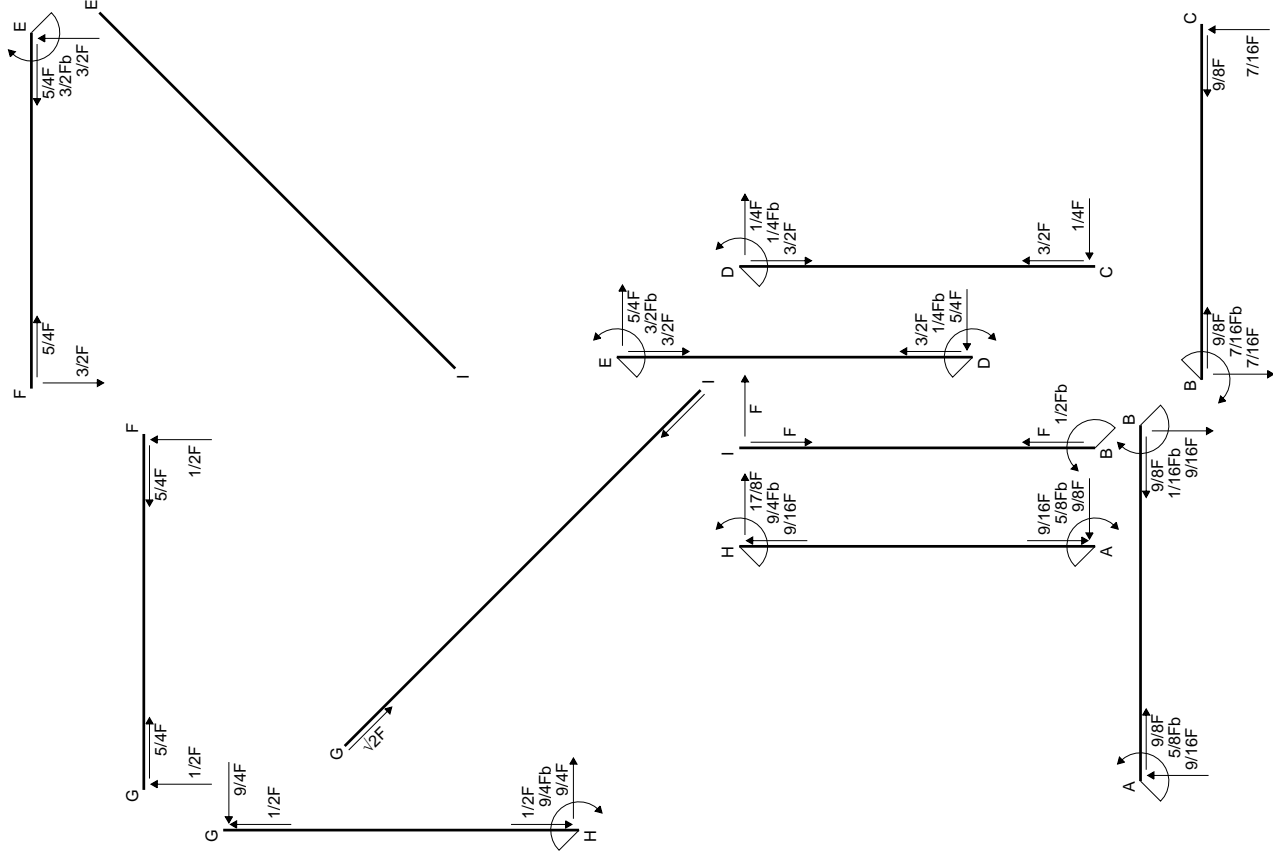 E
5/4F
3/2Fb
3/2F
F
5/4F
3/2F
E
I
F
5/4F
1/2F
G
5/4F
1/2F
G
9/4F
1/2F
1/2F
9/4Fb
9/4F
H
G
√2F
I
D
1/4F
1/4Fb
3/2F
3/2F
1/4F
C
E
5/4F
3/2Fb
3/2F
3/2F
1/4Fb
5/4F
D
I
F
F
F
1/2Fb
B
H
17/8F
9/4Fb
9/16F
9/16F
5/8Fb
9/8F
A
C
9/8F
7/16F
B
9/8F
7/16Fb
7/16F
B
9/8F
1/16Fb
9/16F
A
9/8F
5/8Fb
9/16F